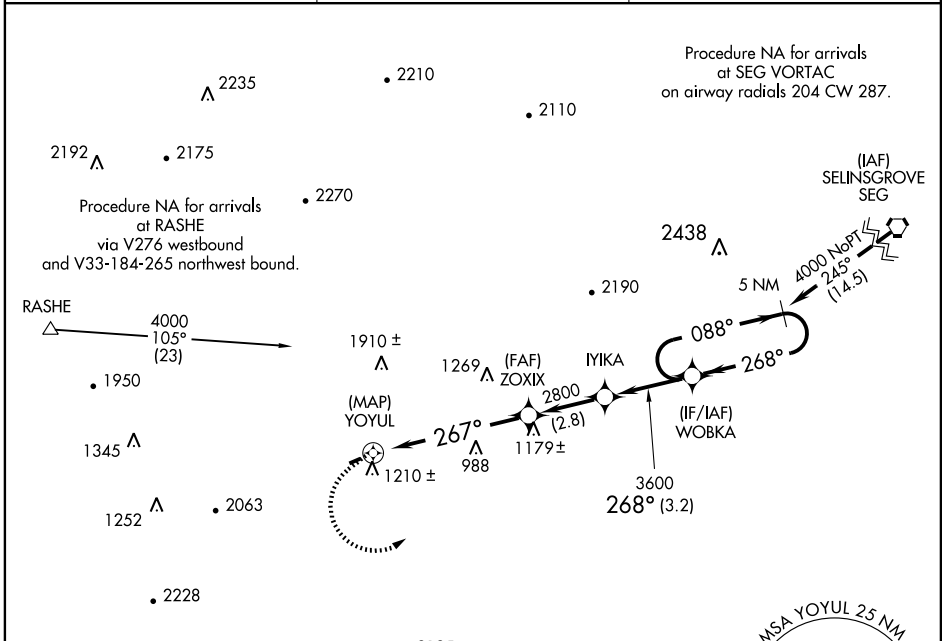 Procedure NA for arrivals
at SEG VORTAC
on airway radials 204 CW 287.
2235
2210
2110
2192
2175
(IAF)
SELINSGROVE
SEG
2270
Procedure NA for arrivals
at RASHE
via V276 westbound
and V33-184-265 northwest bound.
2438
4000 NoPT
245°
(14.5)
5 NM
2190
RASHE
4000
105°
(23)
088°
1910 ±
1269
(FAF)
ZOXIX
IYIKA
268°
1950
2800
(2.8)
(IF/IAF)
WOBKA
(MAP)
YOYUL
267°
1345
988
1179±
1210 ±
3600
268° (3.2)
1252
2063
2228
MSA YOYUL 25 NM